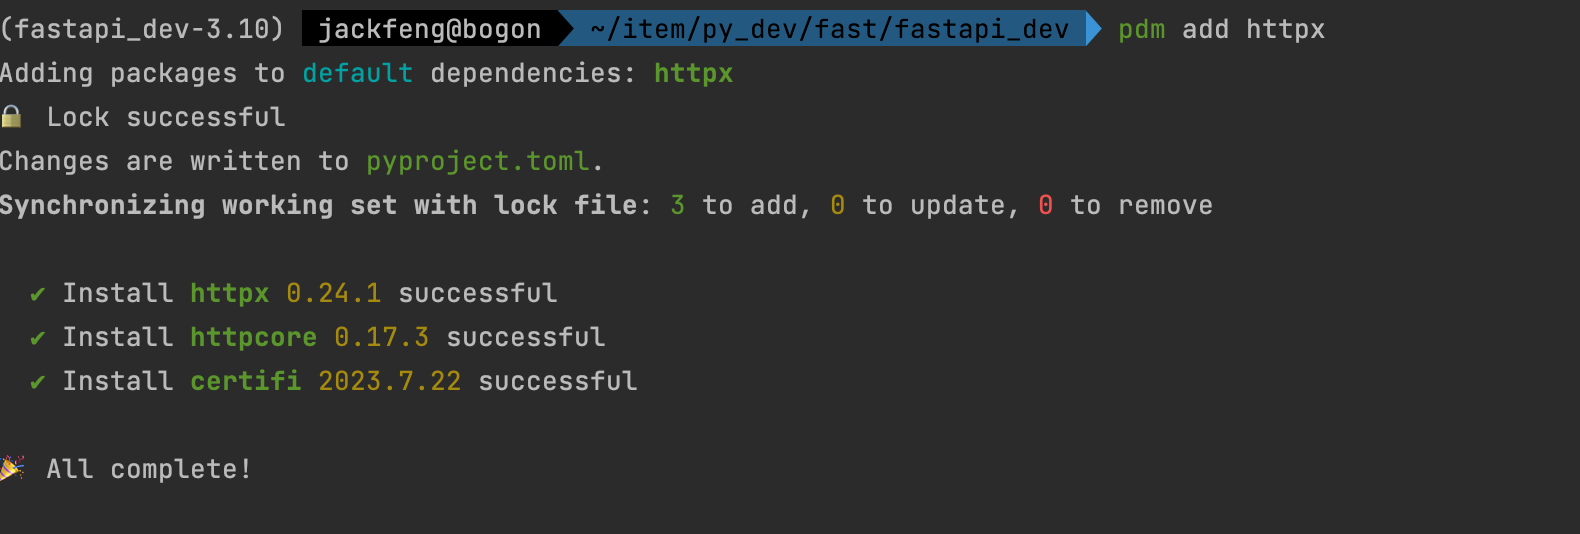 (fastapi_dev-3.10) jackfeng@bogon ~/item/py_dev/fast/fastapi_dev pdm add httpx
Adding packages to default dependencies: httpx
🔒 Lock successful
Changes are written to pyproject.toml.
Synchronizing working set with lock file: 3 to add, 0 to update, 0 to remove
✔ Install httpx 0.24.1 successful
✔ Install httpcore 0.17.3 successful
✔ Install certifi 2023.7.22 successful
🎉 All complete!